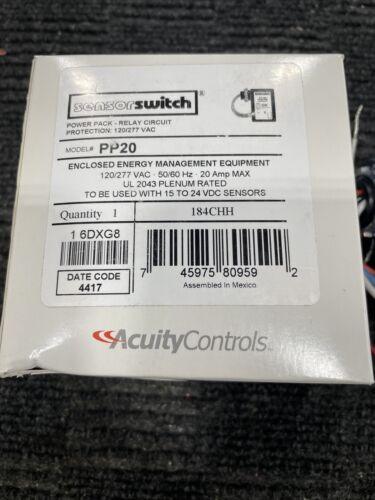 sensorswitch®
POWER PACK - RELAY CIRCUIT
PROTECTION: 120/277 VAC
MODEL# PP20
ENCLOSED ENERGY MANAGEMENT EQUIPMENT
120/277 VAC - 50/60 Hz - 20 Amp MAX
UL 2043 PLENUM RATED
TO BE USED WITH 15 TO 24 VDC SENSORS
Quantity 1 184CHH
1 6DXG8
DATE CODE
4417
7 45975 80959 2
Assembled In Mexico
AcuityControls